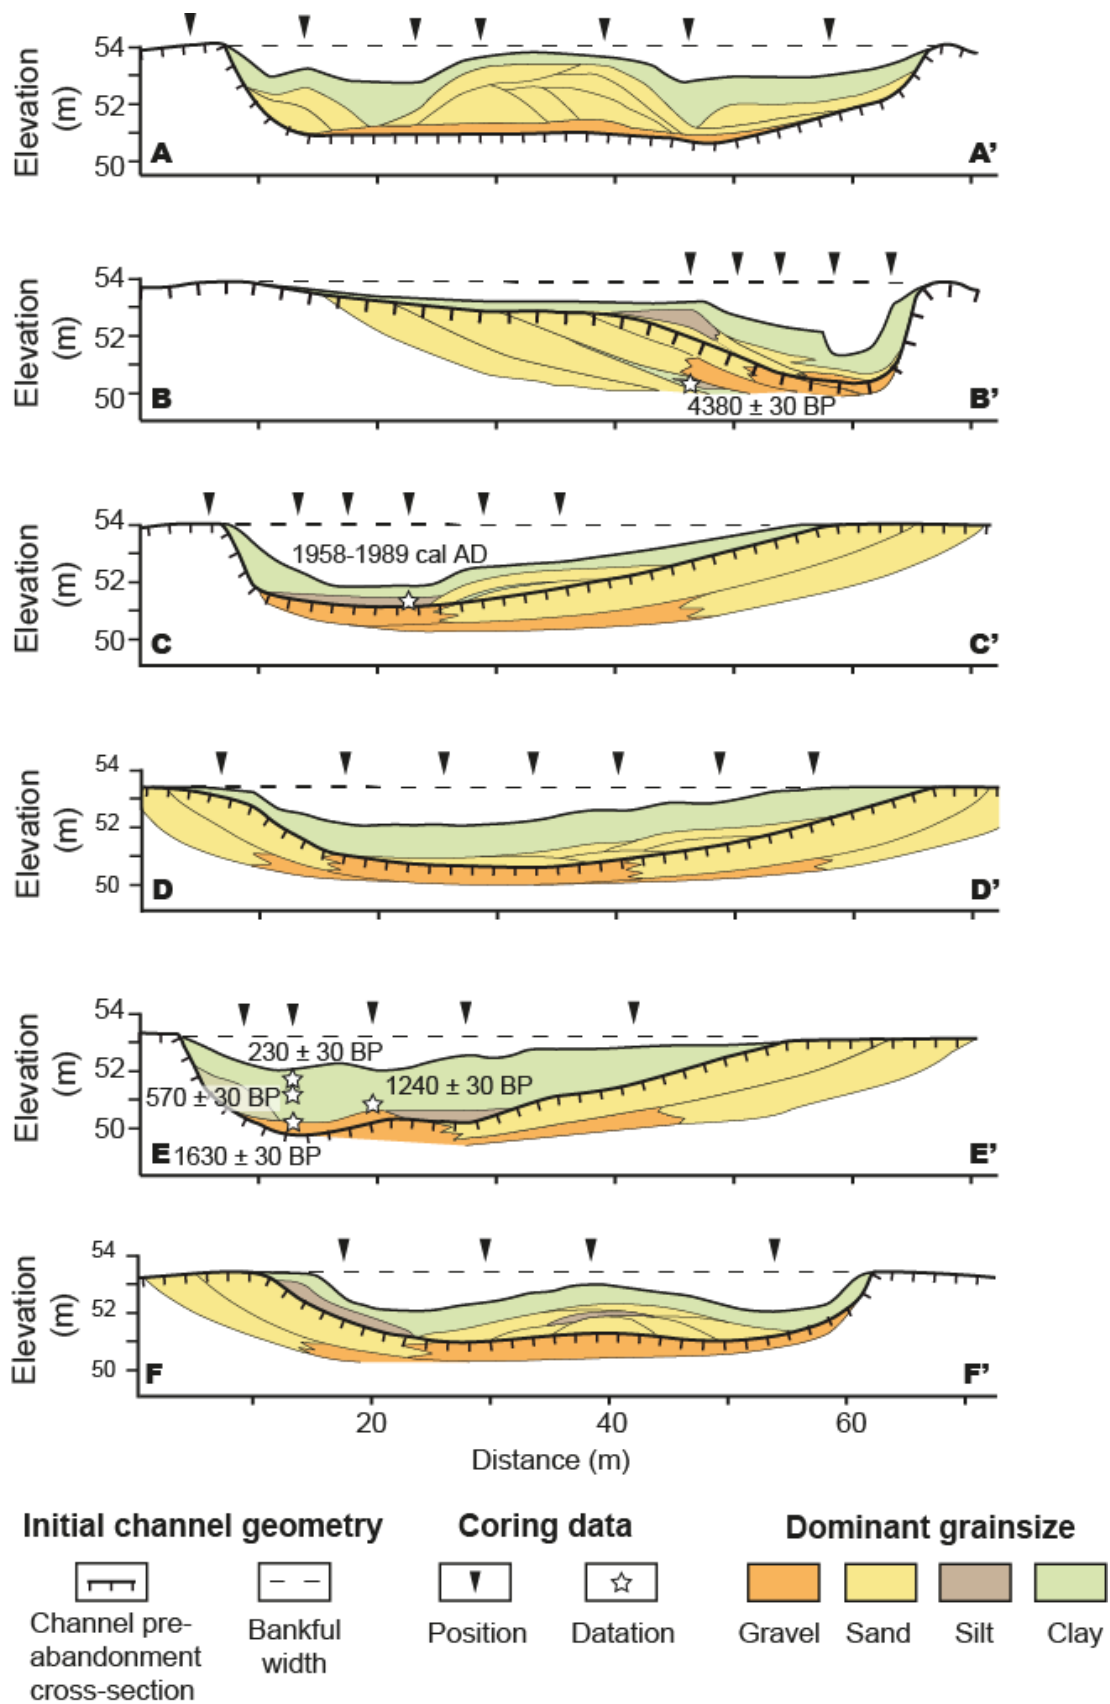 Elevation
(m)
54
52
50
A
A'
Elevation
(m)
54
52
50
B
B'
4380 ± 30 BP
Elevation
(m)
54
52
50
1958-1989 cal AD
C
C'
Elevation
(m)
54
52
50
D
D'
Elevation
(m)
54
52
50
230 ± 30 BP
1240 ± 30 BP
570 ± 30 BP
E
1630 ± 30 BP
E'
Elevation
(m)
54
52
50
F
F'
20
40
60
Distance (m)
Initial channel geometry
Channel pre-
abandonment
cross-section
Bankful
width
Coring data
Position
Datation
Dominant grainsize
Gravel
Sand
Silt
Clay